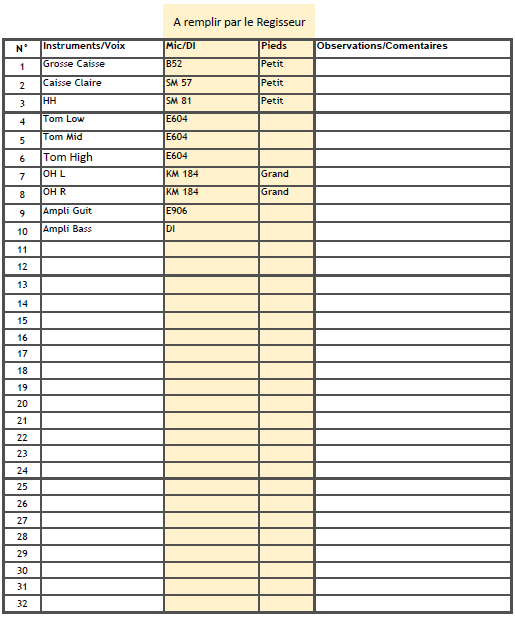 A remplir par le Regisseur
N° Instruments/Voix Mic/DI Pieds Observations/Comentaires
1 Grosse Caisse B52 Petit
2 Caisse Claire SM 57 Petit
3 HH SM 81 Petit
4 Tom Low E604
5 Tom Mid E604
6 Tom High E604
7 OH L KM 184 Grand
8 OH R KM 184 Grand
9 Ampli Guit E906
10 Ampli Bass DI
11
12
13
14
15
16
17
18
19
20
21
22
23
24
25
26
27
28
29
30
31
32